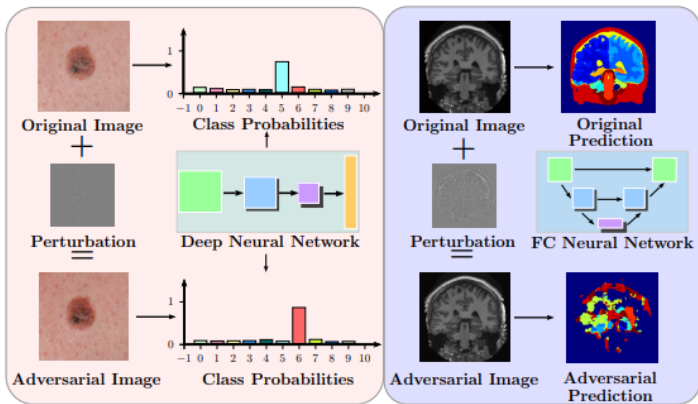 1
0
−1 0 1 2 3 4 5 6 7 8 9 10
Original Image
Class Probabilities
+
Perturbation
Deep Neural Network
=
1
0
−1 0 1 2 3 4 5 6 7 8 9 10
Adversarial Image
Class Probabilities
Original Image
Original
Prediction
+
Perturbation
FC Neural Network
=
Adversarial Image
Adversarial
Prediction